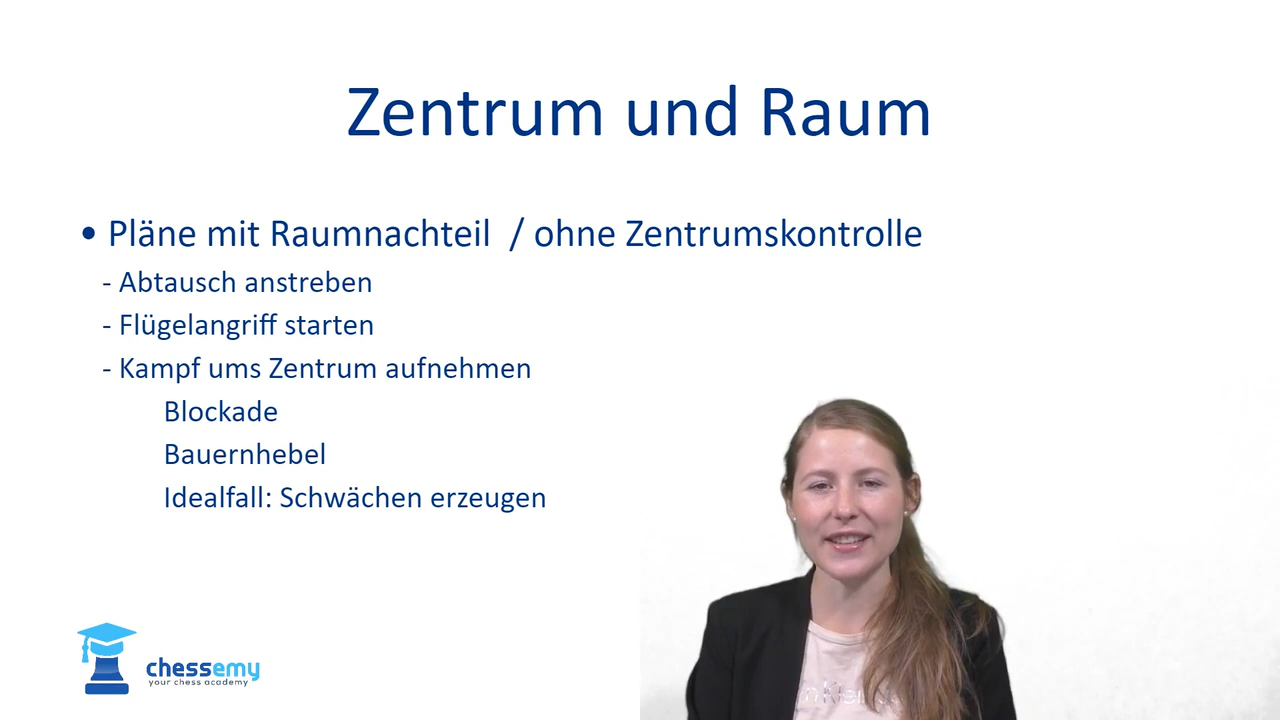 Zentrum und Raum
• Pläne mit Raumnachteil / ohne Zentrumskontrolle
- Abtausch anstreben
- Flügelangriff starten
- Kampf ums Zentrum aufnehmen
Blockade
Bauernhebel
Idealfall: Schwächen erzeugen
chessemy
your chess academy